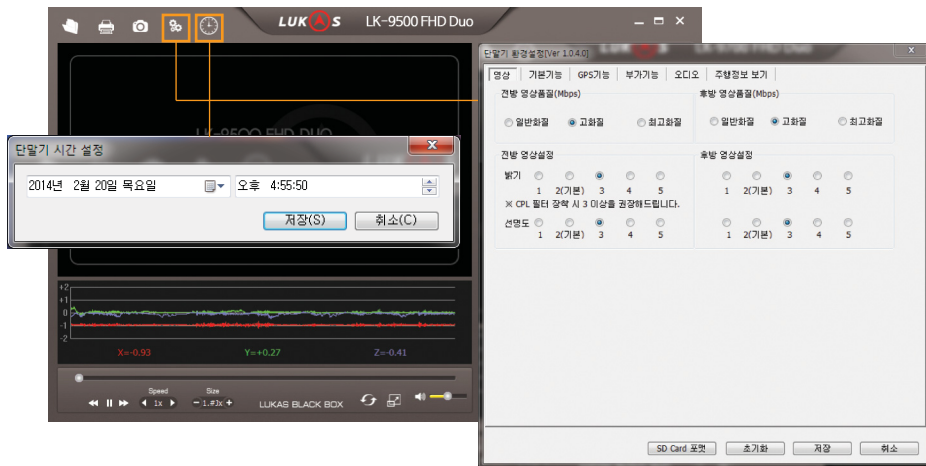 LUKAS LK-9500 FHD Duo
LK-9500 FHD DUO
단말기 시간 설정
2014년 2월 20일 목요일
오후 4:55:50
저장(S) 취소(C)
+2
+1
0
-1
-2
X=-0.93 Y=+0.27 Z=-0.41
Speed Size
1x 1.#Jx
LUKAS BLACK BOX
단말기 환경설정[Ver 1.0.4.0]
영상 기본기능 GPS기능 부가기능 오디오 주행정보 보기
전방 영상품질(Mbps)
일반화질 고화질 최고화질
후방 영상품질(Mbps)
일반화질 고화질 최고화질
전방 영상설정
밝기
1 2(기본) 3 4 5
※ CPL 필터 장착 시 3 이상을 권장해드립니다.
선명도
1 2(기본) 3 4 5
후방 영상설정
1 2(기본) 3 4 5
1 2(기본) 3 4 5
SD Card 포맷 초기화 저장 취소